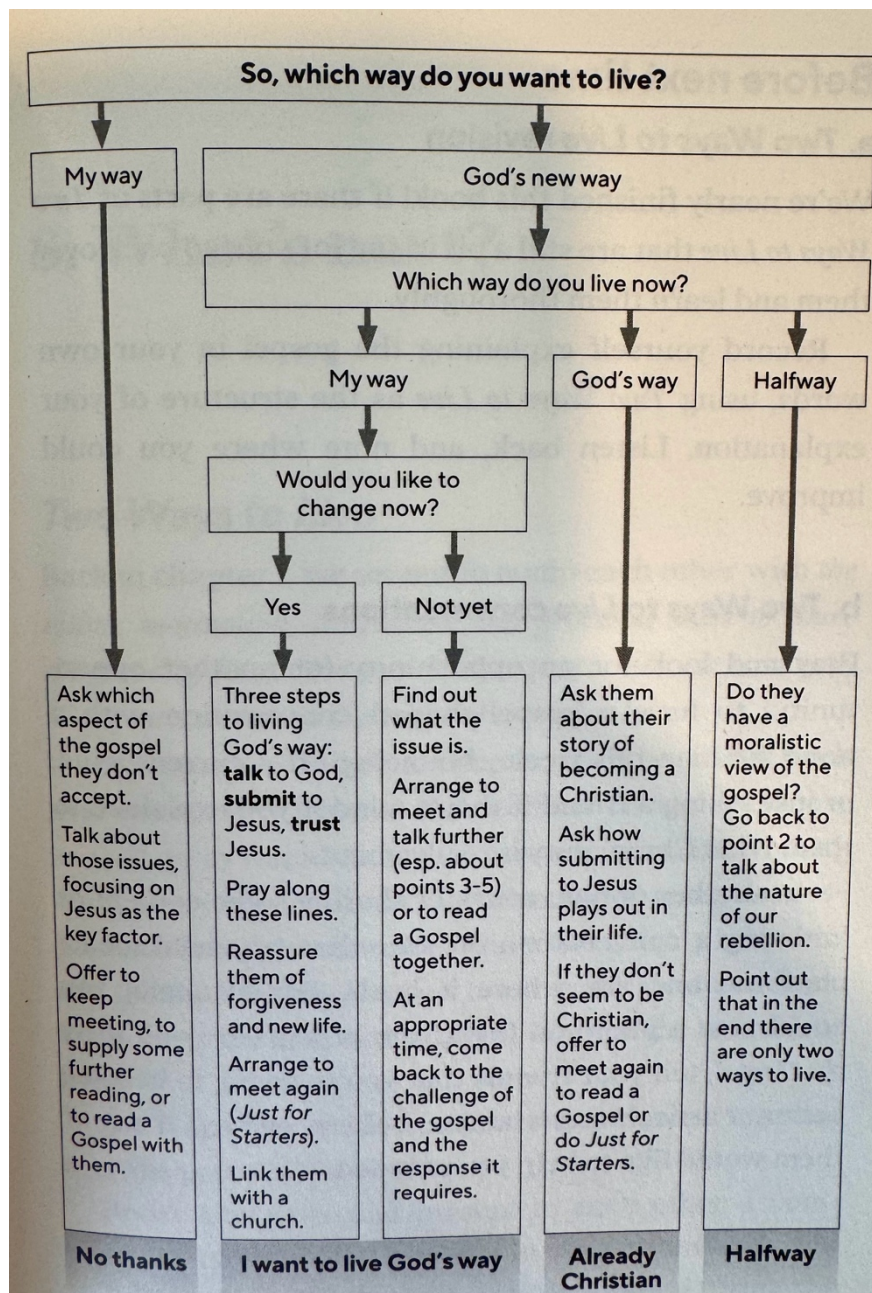 So, which way do you want to live?
My way
God's new way
Which way do you live now?
My way
God's way
Halfway
Would you like to
change now?
Yes
Not yet
Ask which
aspect of
the gospel
they don't
accept.
Talk about
those issues,
focusing on
Jesus as the
key factor.
Offer to
keep
meeting, to
supply some
further
reading, or
to read a
Gospel with
them.
No thanks
Three steps
to living
God's way:
talk to God,
submit to
Jesus, trust
Jesus.
Pray along
these lines.
Reassure
them of
forgiveness
and new life.
Arrange to
meet again
(Just for
Starters).
Link them
with a
church.
Find out
what the
issue is.
Arrange to
meet and
talk further
(esp. about
points 3-5)
or to read
a Gospel
together.
At an
appropriate
time, come
back to the
challenge of
the gospel
and the
response it
requires.
I want to live God's way
Ask them
about their
story of
becoming a
Christian.
Ask how
submitting
to Jesus
plays out in
their life.
If they don't
seem to be
Christian,
offer to
meet again
to read a
Gospel or
do Just for
Starters.
Already
Christian
Do they
have a
moralistic
view of the
gospel?
Go back to
point 2 to
talk about
the nature
of our
rebellion.
Point out
that in the
end there
are only two
ways to live.
Halfway